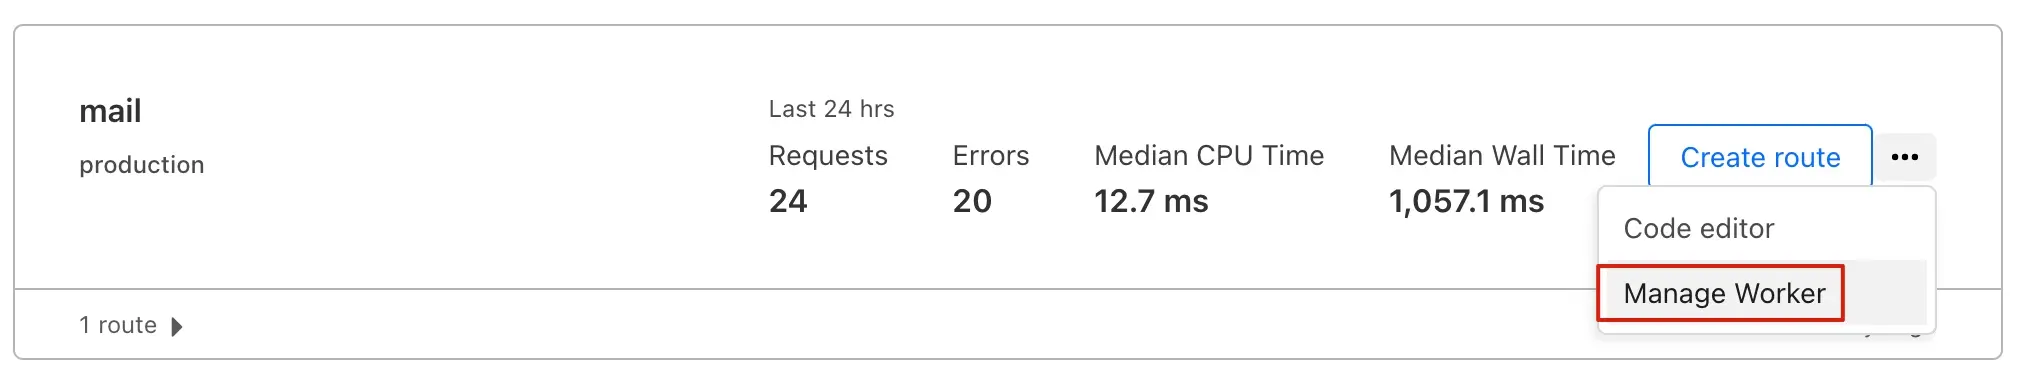 mail
production
Last 24 hrs
Requests Errors Median CPU Time Median Wall Time
24 20 12.7 ms 1,057.1 ms
Create route
Code editor
Manage Worker
1 route